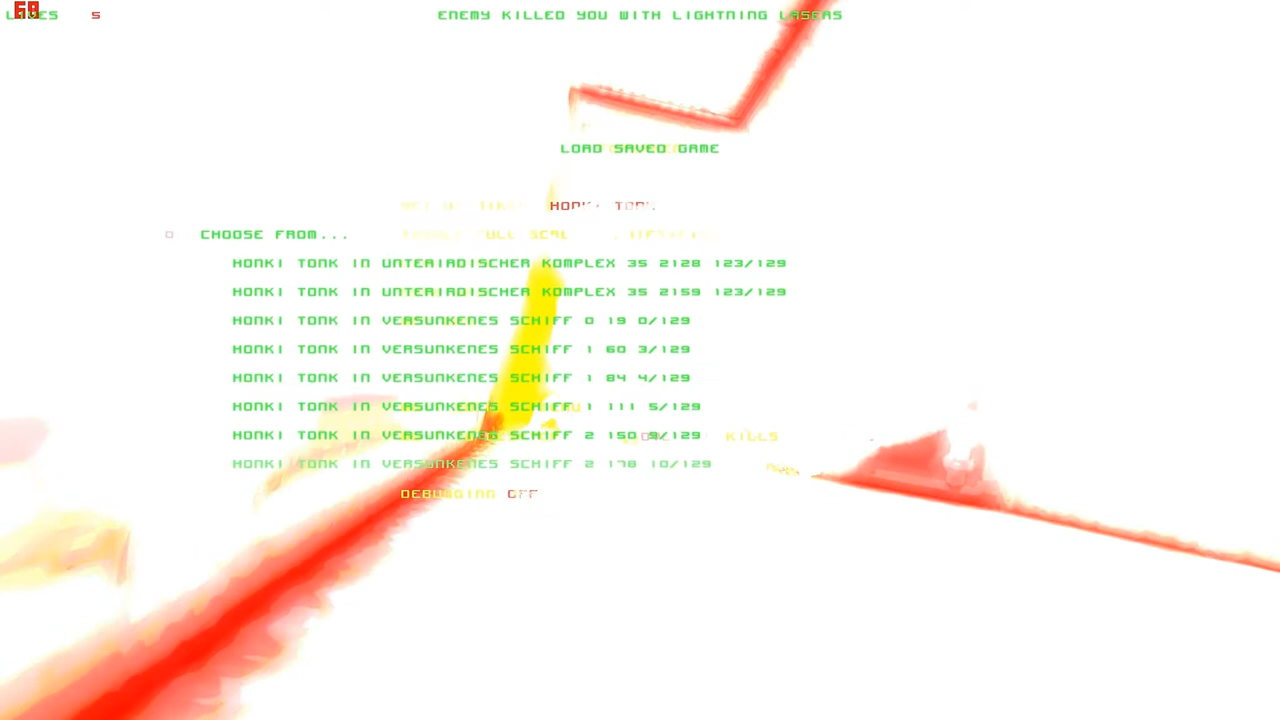 68
LIVES 5
ENEMY KILLED YOU WITH LIGHTNING LASERS
LOAD SAVED GAME
HONKI TONK
CHOOSE FROM...
HONKI TONK IN UNTERIRDISCHER KOMPLEX 35 2128 123/129
HONKI TONK IN UNTERIRDISCHER KOMPLEX 35 2159 123/129
HONKI TONK IN VERSUNKENES SCHIFF 0 19 0/129
HONKI TONK IN VERSUNKENES SCHIFF 1 60 3/129
HONKI TONK IN VERSUNKENES SCHIFF 1 84 4/129
HONKI TONK IN VERSUNKENES SCHIFF 1 111 5/129
HONKI TONK IN VERSUNKENES SCHIFF 2 150 9/129
KILLS
HONKI TONK IN VERSUNKENES SCHIFF 2 178 10/129
DEBUGGING OFF